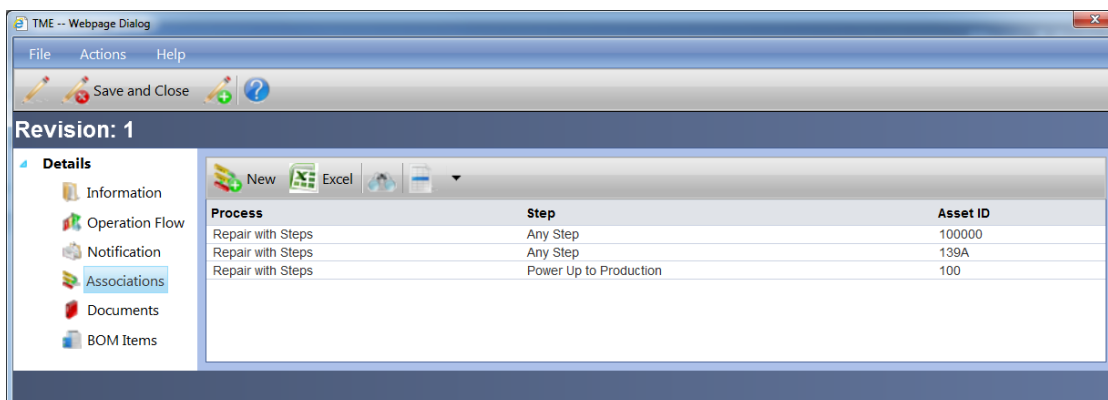 TME -- Webpage Dialog
File Actions Help
Save and Close
Revision: 1
Details
Information
Operation Flow
Notification
Associations
Documents
BOM Items
New Excel
Process Step Asset ID
Repair with Steps Any Step 100000
Repair with Steps Any Step 139A
Repair with Steps Power Up to Production 100